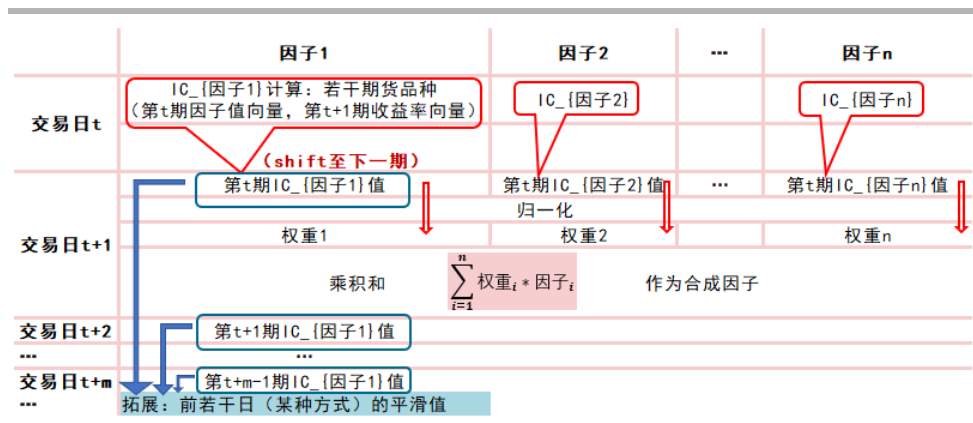 因子1 因子2 … 因子n
交易日t
IC_{因子1}计算：若干期货品种
（第t期因子值向量，第t+1期收益率向量）
IC_{因子2}
IC_{因子n}
（shift至下一期）
交易日t+1
第t期IC_{因子1}值 第t期IC_{因子2}值 … 第t期IC_{因子n}值
归一化
权重1 权重2 权重n
乘积和 n∑i=1 权重i * 因子i 作为合成因子
交易日t+2 第t+1期IC_{因子1}值
… …
交易日t+m 第t+m-1期IC_{因子1}值
… 拓展：前若干日（某种方式）的平滑值